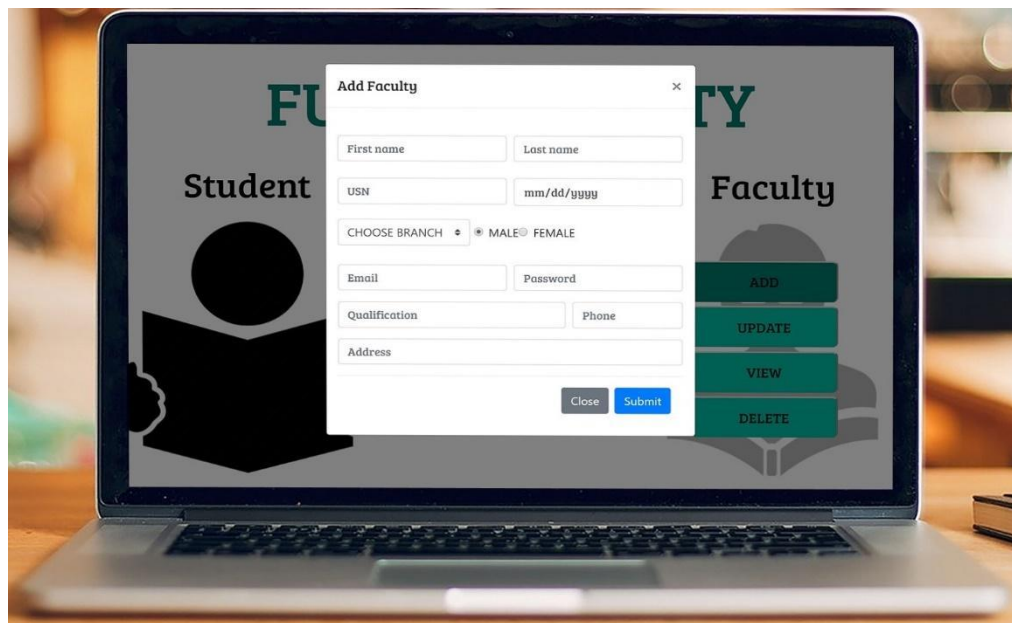 FU TY
Add Faculty ×
First name Last name
Student Faculty
USN mm/dd/yyyy
CHOOSE BRANCH MALE FEMALE
Email Password
ADD
Qualification Phone
UPDATE
Address
VIEW
Close Submit
DELETE